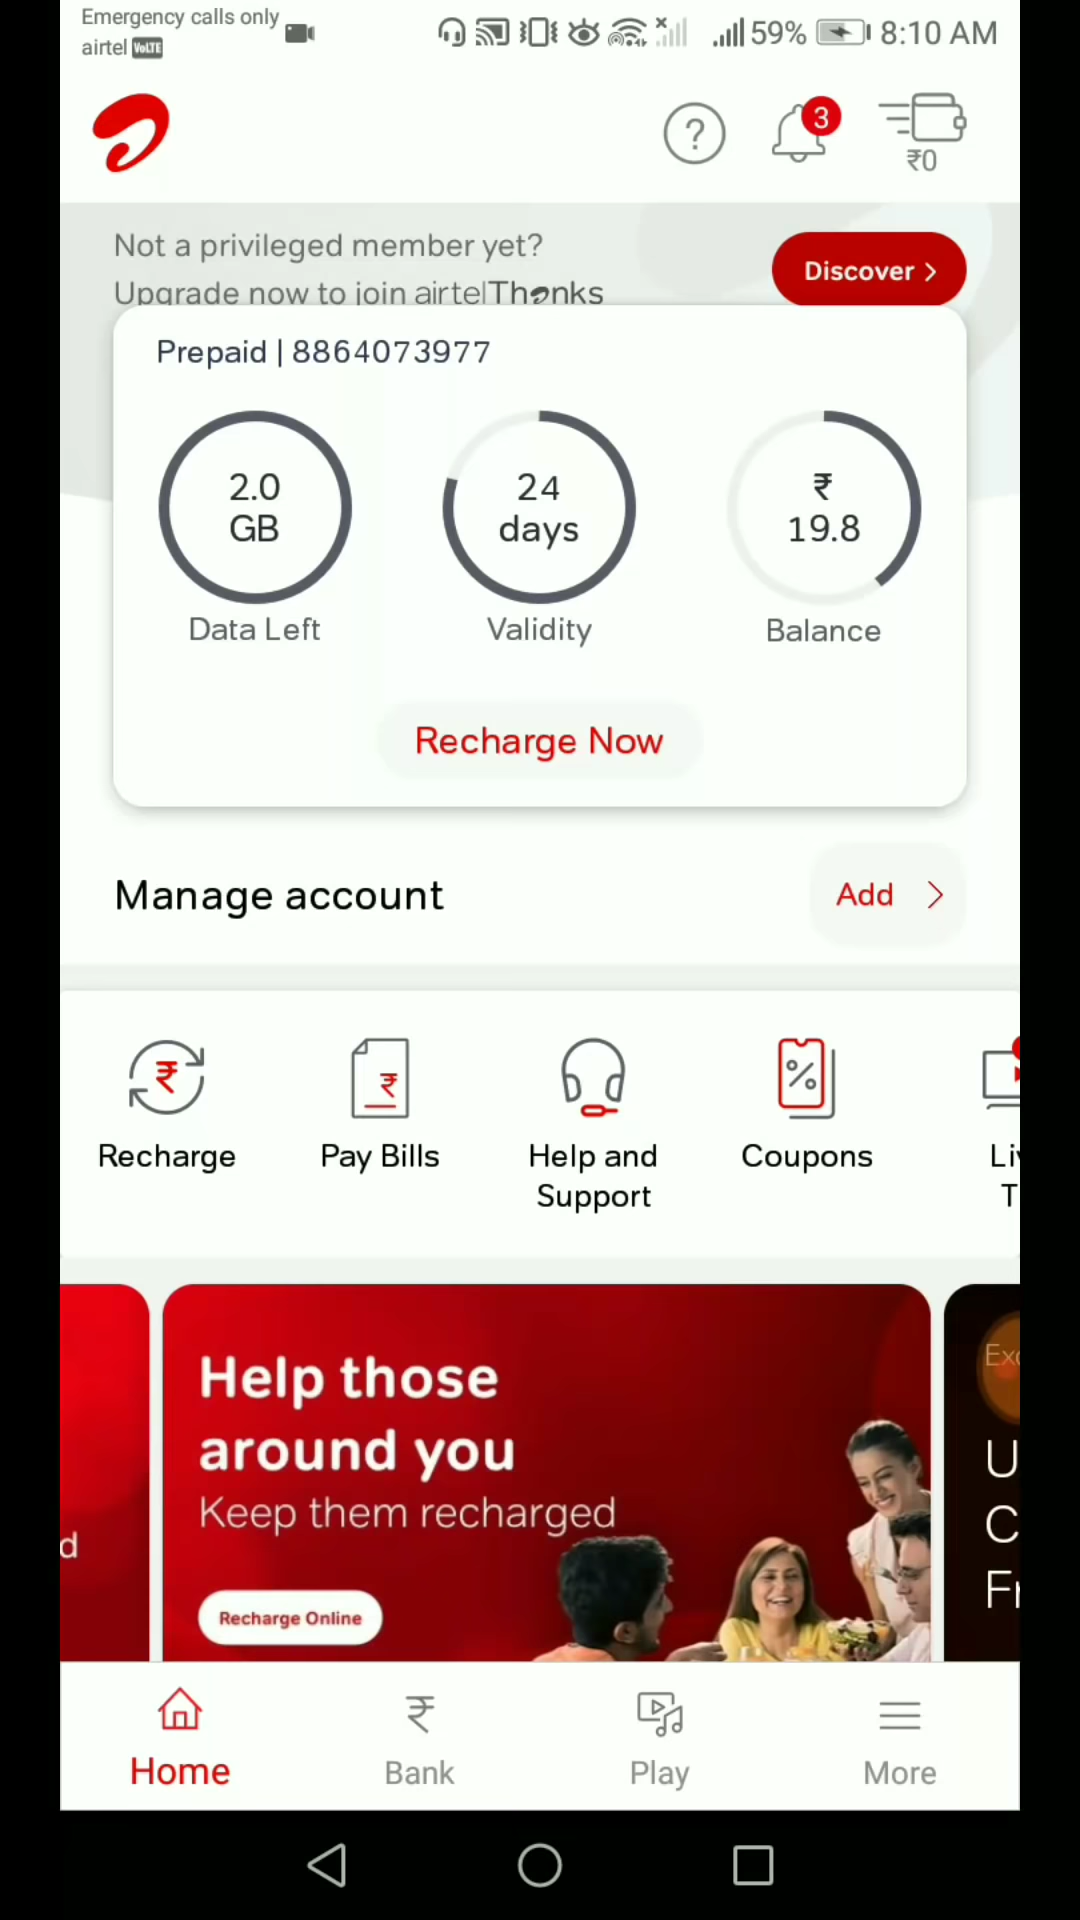 Emergency calls only
airtel VoLTE
59% 8:10 AM
?
3
₹0
Not a privileged member yet?
Upgrade now to join airtelThanks
Discover >
Prepaid | 8864073977
2.0
GB
Data Left
24
days
Validity
₹
19.8
Balance
Recharge Now
Manage account
Add >
Recharge
Pay Bills
Help and
Support
Coupons
Li
T
Help those
around you
Keep them recharged
Recharge Online
d
U
C
Home
Bank
Play
More